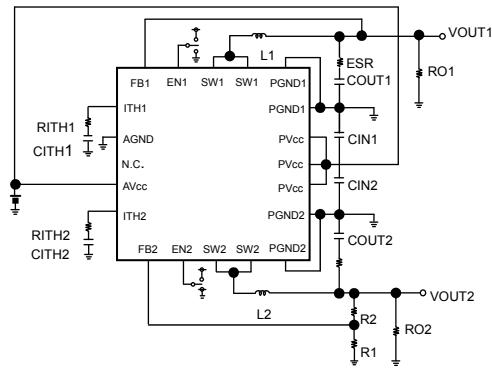 VOUT1
L1
ESR
COUT1
RO1
FB1 EN1 SW1 SW1 PGND1
ITH1
PGND1
RITH1
CITH1
AGND
PVcc
CIN1
N.C.
PVcc
AVcc
PVcc
CIN2
ITH2
PGND2
RITH2
CITH2
COUT2
FB2 EN2 SW2 SW2 PGND2
VOUT2
L2
R2
RO2
R1